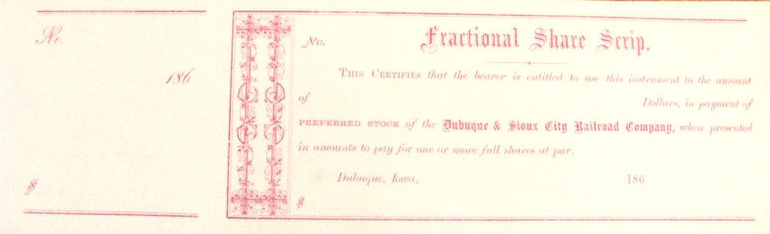 No.
186
$
No.
Fractional Share Scrip.
THIS CERTIFIES that the bearer is entitled to use this instrument to the amount
of Dollars, in payment of
PREFERRED STOCK of the Dubuque & Sioux City Railroad Company, when presented
in amounts to pay for one or more full shares at par.
Dubuque, Iowa, 186
$